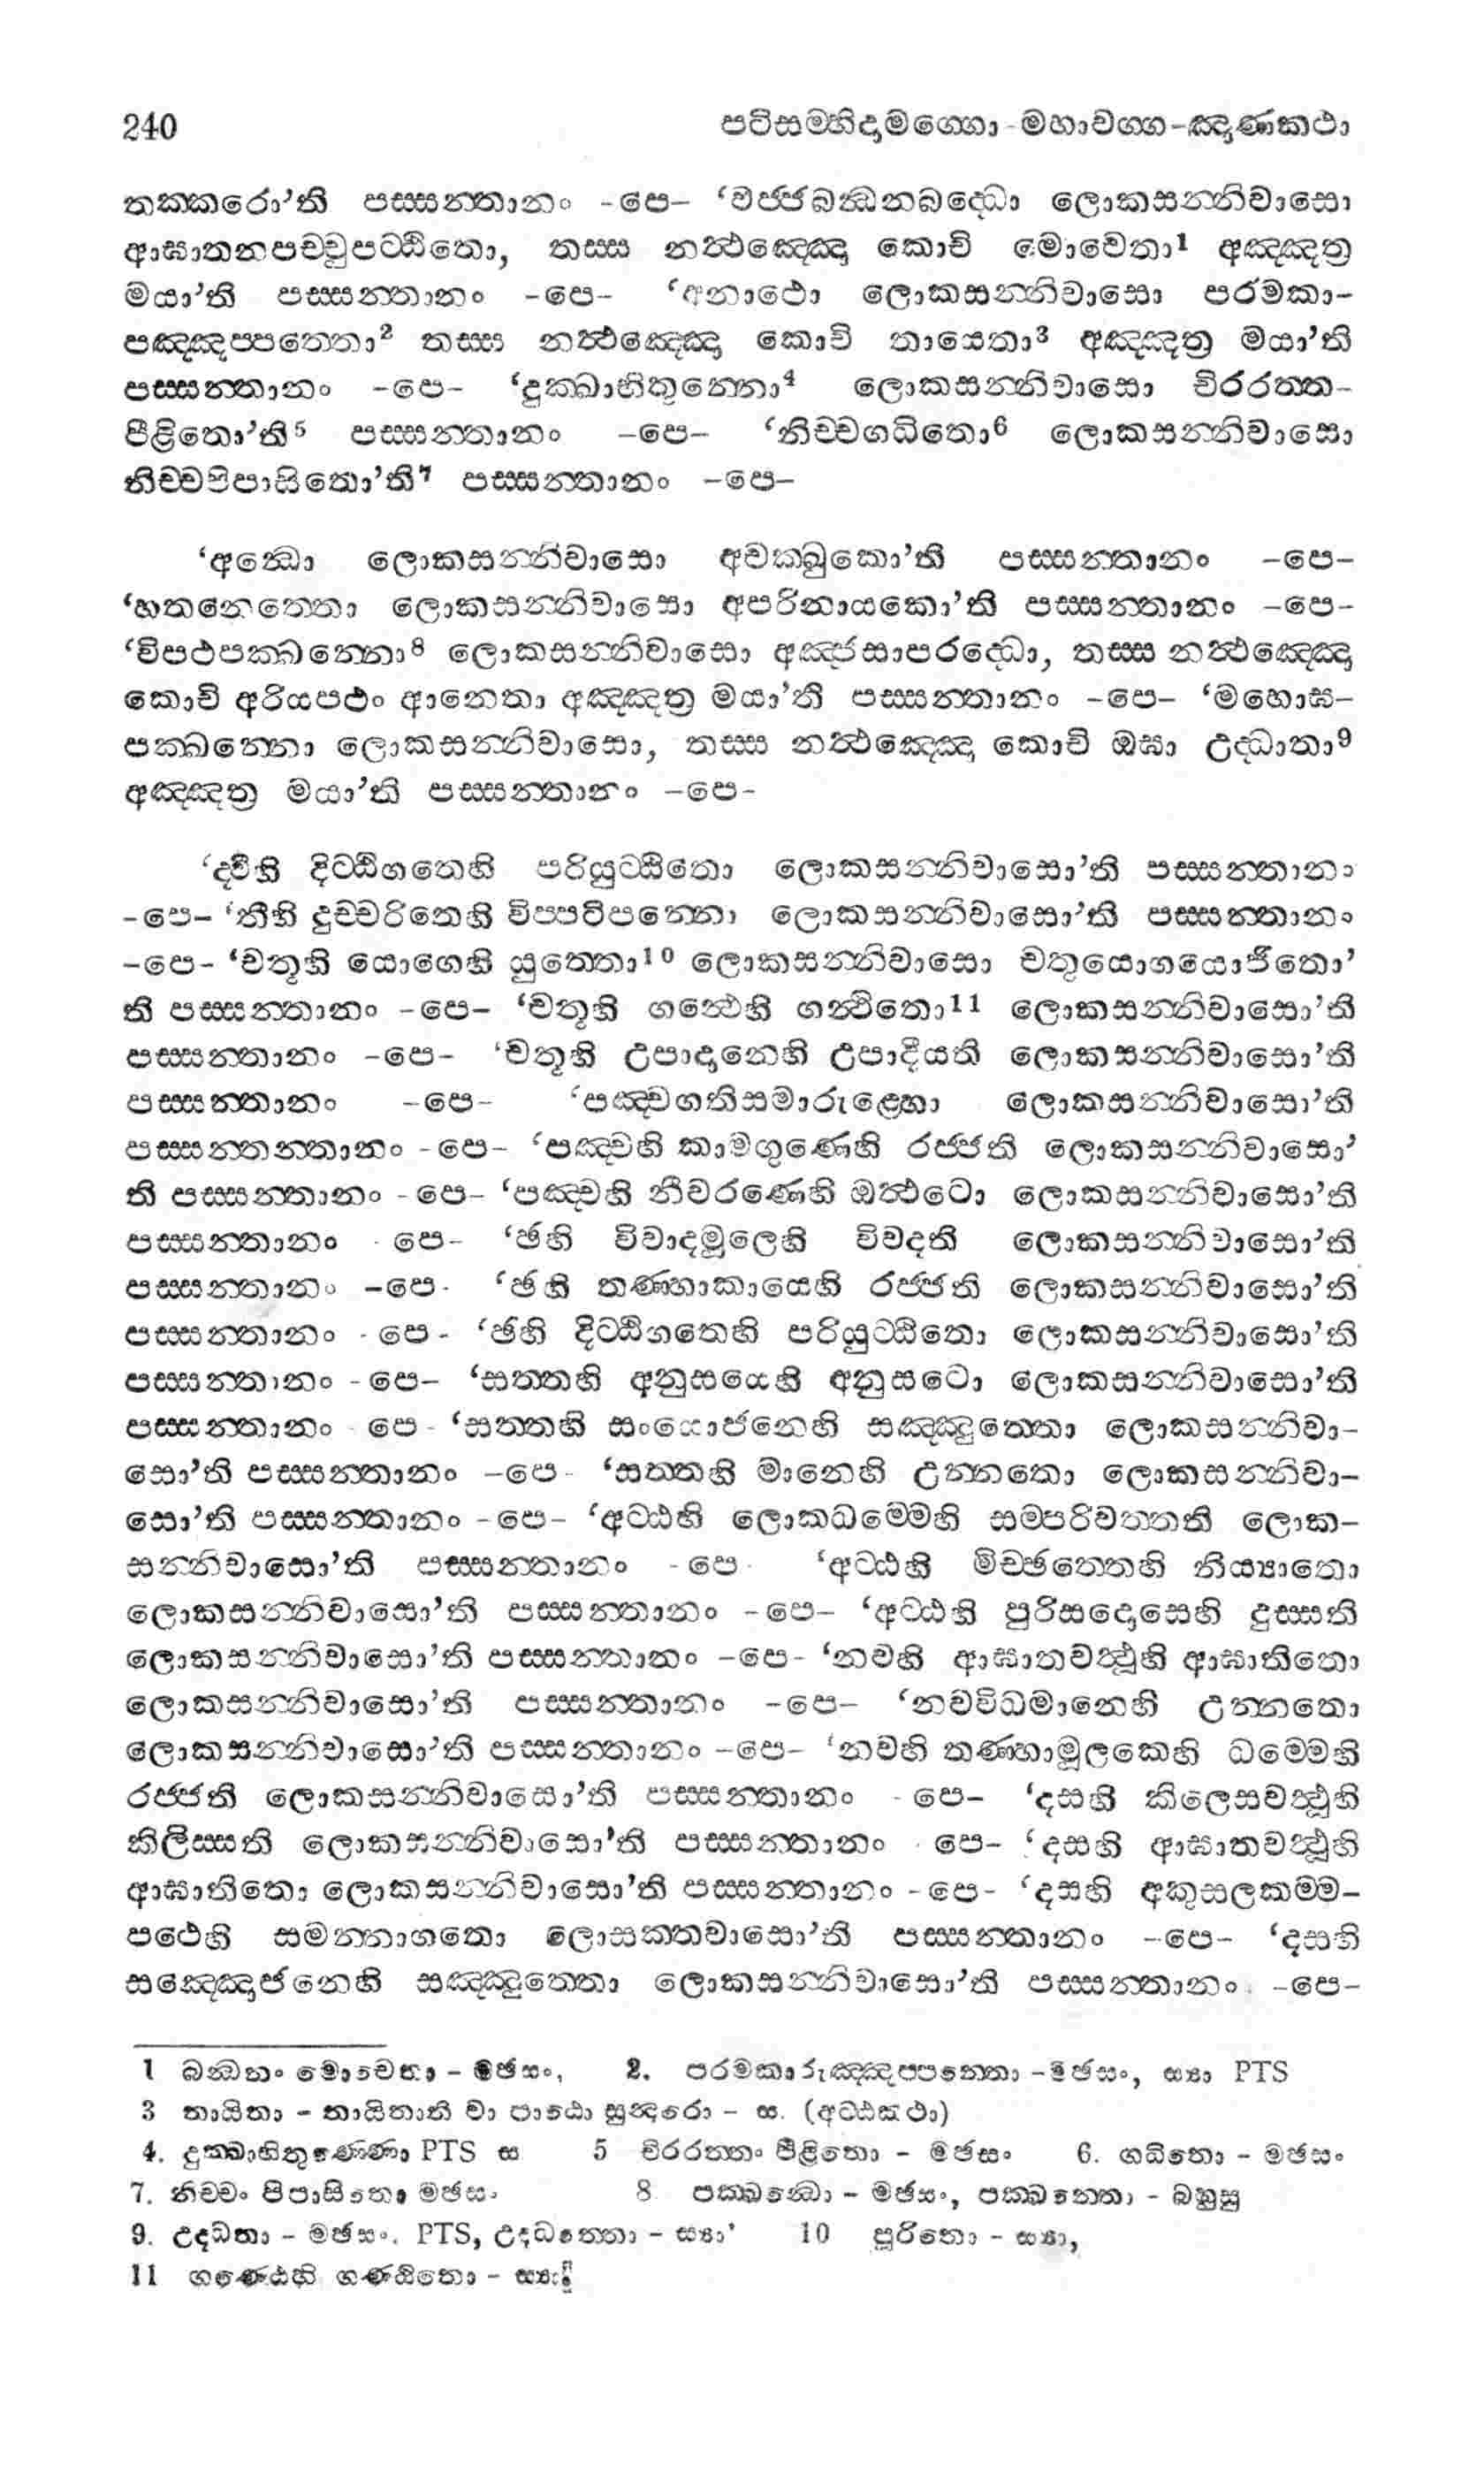 240 පටිසම්භිදාමග්ගො - මහාවග්ග-ඤාණකථා
තක්කරො’ති පස්සන්තානං -පෙ- ‘වජ්ජබන්ධනබද්ධො ලොකසන්නිවාසො
ආඝාතනපච්චුපට්ඨිතො, තස්ස නත්ථඤ්ඤො කොචි මොචෙතා1 අඤ්ඤත්‍ර
මයා’ති පස්සන්තානං -පෙ- ‘අනාථො ලොකසන්නිවාසො පරමකා-
පඤ්ඤප්පත්තො2 තස්ස නත්ථඤ්ඤො කොචි තායෙතා3 අඤ්ඤත්‍ර මයා’ති
පස්සන්තානං -පෙ- ‘දුක්ඛාභිතුන්නො4 ලොකසන්නිවාසො චිරරත්ත-
පීළිතො’ති5 පස්සන්තානං -පෙ- ‘නිච්චගධිතො6 ලොකසන්නිවාසො
නිච්චපිපාසිතො’ති7 පස්සන්තානං -පෙ-
‘අන්ධො ලොකසන්නිවාසො අචක්ඛුකො’ති පස්සන්තානං -පෙ-
‘හතනෙත්තො ලොකසන්නිවාසො අපරිනායකො’ති පස්සන්තානං -පෙ-
‘විපථපක්ඛන්නො8 ලොකසන්නිවාසො අඤ්ජසාපරද්ධො, තස්ස නත්ථඤ්ඤො
කොචි අරියපථං ආනෙතා අඤ්ඤත්‍ර මයා’ති පස්සන්තානං -පෙ- ‘මහොඝ-
පක්ඛන්නො ලොකසන්නිවාසො, තස්ස නත්ථඤ්ඤො කොචි ඔඝා උද්ධාතා9
අඤ්ඤත්‍ර මයා’ති පස්සන්තානං -පෙ-
‘ද්වීහි දිට්ඨිගතෙහි පරියුට්ඨිතො ලොකසන්නිවාසො’ති පස්සන්තානං
-පෙ- ‘තීහි දුච්චරිතෙහි විප්පටිපන්නො ලොකසන්නිවාසො’ති පස්සන්තානං
-පෙ- ‘චතූහි යොගෙහි යුත්තො10 ලොකසන්නිවාසො චතුයොගයොජිතො’
ති පස්සන්තානං -පෙ- ‘චතූහි ගන්ථෙහි ගන්ථිතො11 ලොකසන්නිවාසො’ති
පස්සන්තානං -පෙ- ‘චතූහි උපාදානෙහි උපාදීයති ලොකසන්නිවාසො’ති
පස්සන්තානං -පෙ- ‘පඤ්චගතිසමාරුළ්හො ලොකසන්නිවාසො’ති
පස්සන්තන්තානං -පෙ- ‘පඤ්චහි කාමගුණෙහි රජ්ජති ලොකසන්නිවාසො’
ති පස්සන්තානං -පෙ- ‘පඤ්චහි නීවරණෙහි ඔත්ථටො ලොකසන්නිවාසො’ති
පස්සන්තානං - පෙ- ‘ඡහි විවාදමූලෙහි විවදති ලොකසන්නිවාසො’ති
පස්සන්තානං -පෙ- ‘ඡහි තණ්හාකායෙහි රජ්ජති ලොකසන්නිවාසො’ති
පස්සන්තානං - පෙ- ‘ඡහි දිට්ඨිගතෙහි පරියුට්ඨිතො ලොකසන්නිවාසො’ති
පස්සන්තානං -පෙ- ‘සත්තහි අනුසයෙහි අනුසටො ලොකසන්නිවාසො’ති
පස්සන්තානං - පෙ - ‘සත්තහි සංයොජනෙහි සඤ්ඤුත්තො ලොකසන්නිවා-
සො’ති පස්සන්තානං -පෙ- ‘සත්තහි මානෙහි උන්නතො ලොකසන්නිවා-
සො’ති පස්සන්තානං -පෙ- ‘අට්ඨහි ලොකධම්මෙහි සම්පරිවත්තති ලොක-
සන්නිවාසො’ති පස්සන්තානං -පෙ- ‘අට්ඨහි මිච්ඡත්තෙහි නිය්‍යාතො
ලොකසන්නිවාසො’ති පස්සන්තානං -පෙ- ‘අට්ඨහි පුරිසදොසෙහි දුස්සති
ලොකසන්නිවාසො’ති පස්සන්තානං -පෙ- ‘නවහි ආඝාතවත්ථූහි ආඝාතිතො
ලොකසන්නිවාසො’ති පස්සන්තානං -පෙ- ‘නවවිධමානෙහි උන්නතො
ලොකසන්නිවාසො’ති පස්සන්තානං -පෙ- ‘නවහි තණ්හාමූලකෙහි ධම්මෙහි
රජ්ජති ලොකසන්නිවාසො’ති පස්සන්තානං - පෙ- ‘දසහි කිලෙසවත්ථූහි
කිලිස්සති ලොකසන්නිවාසො’ති පස්සන්තානං - පෙ- ‘දසහි ආඝාතවත්ථූහි
ආඝාතිතො ලොකසන්නිවාසො’ති පස්සන්තානං -පෙ- ‘දසහි අකුසලකම්ම-
පථෙහි සමන්නාගතො ලොසකත්තවාසො’ති පස්සන්තානං -පෙ- ‘දසහි
සඤ්ඤොජනෙහි සඤ්ඤුත්තො ලොකසන්නිවාසො’ති පස්සන්තානං -පෙ-
1 බන්ධනං මොචෙතා - මඡසං, 2. පරමකාරුඤ්ඤප්පත්තො -මඡසං, ස්‍යා PTS
3 තායිතා - තායිතාති වා පාඨො සුන්දරො - ස. (අට්ඨකථා)
4. දුක්ඛාභිතුණ්ණො PTS ස 5 චිරරත්තං පීළිතො - මඡසං 6. ගධිතො - මඡසං
7. නිච්චං පිපාසිතො මඡසං 8 පක්ඛන්ධො - මඡසං, පක්ඛන්තො - බහුසු
9. උද්ධතා - මඡසං. PTS, උද්ධත්තා - ස්‍යා’ 10 පූරිතො - ස්‍යා,
11 ගණ්ඨෙහි ගණ්ඨිතො - ස්‍යා